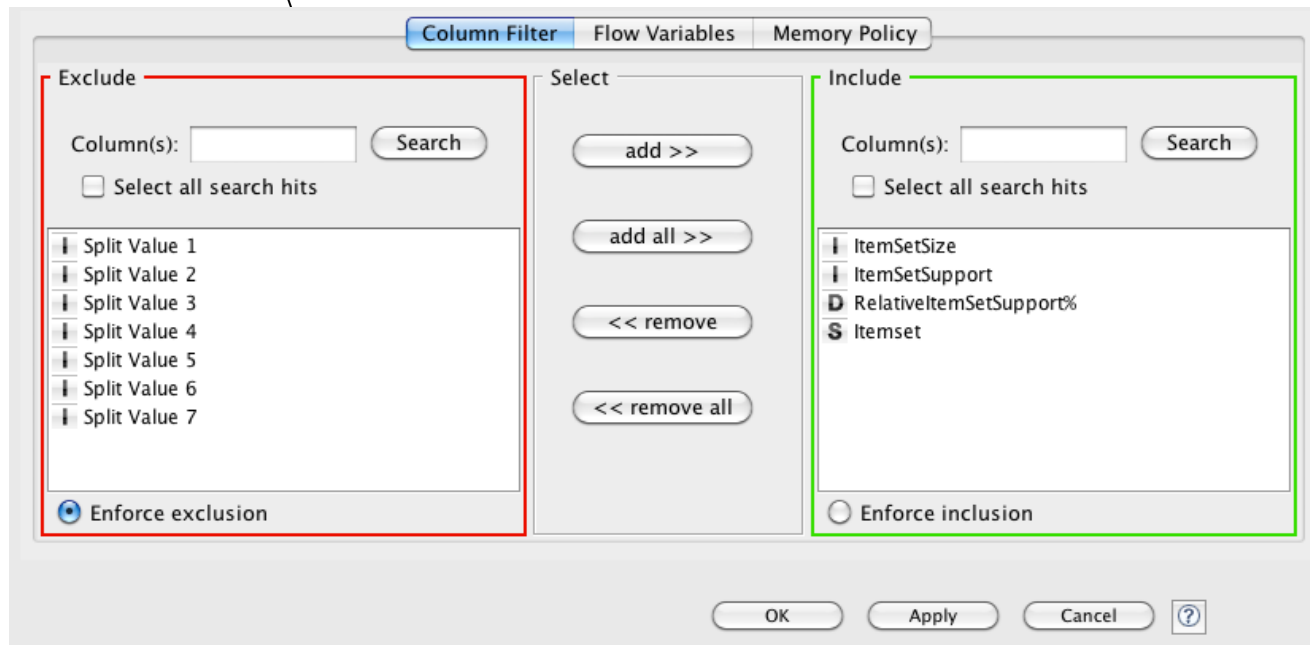 Column Filter Flow Variables Memory Policy
Exclude
Column(s): Search
Select all search hits
I Split Value 1
I Split Value 2
I Split Value 3
I Split Value 4
I Split Value 5
I Split Value 6
I Split Value 7
Enforce exclusion
Select
add >>
add all >>
<< remove
<< remove all
Include
Column(s): Search
Select all search hits
I ItemSetSize
I ItemSetSupport
D RelativeItemSetSupport%
S Itemset
Enforce inclusion
OK Apply Cancel ?